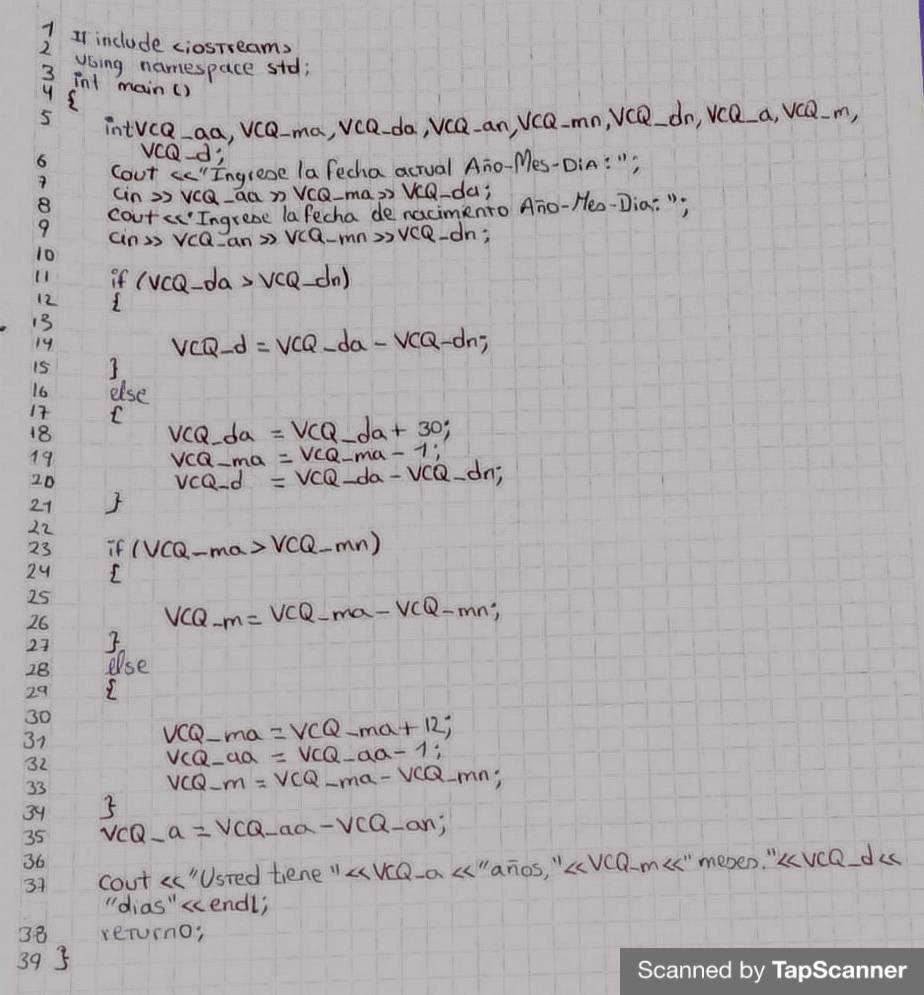 1 # include <iostream>
2 using namespace std;
3 int main ()
4 {
5 int VCQ_aa, VCQ_ma, VCQ_da, VCQ_an, VCQ_mn, VCQ_dn, VCQ_a, VCQ_m,
VCQ_d;
6 cout <<"Ingrese la fecha actual Año-Mes-Dia:";
7 cin >> VCQ_aa >> VCQ_ma >> VCQ_da;
8 cout <<"Ingrese la fecha de nacimento Año-Mes-Dia:";
9 cin >> VCQ_an >> VCQ_mn >> VCQ_dn;
10
11 if (VCQ_da > VCQ_dn)
12 {
13
14 VCQ_d = VCQ_da - VCQ_dn;
15 }
16 else
17 {
18 VCQ_da = VCQ_da + 30;
19 VCQ_ma = VCQ_ma - 1;
20 VCQ_d = VCQ_da - VCQ_dn;
21 }
22
23 if (VCQ_ma > VCQ_mn)
24 {
25
26 VCQ_m = VCQ_ma - VCQ_mn;
27 }
28 else
29 {
30
31 VCQ_ma = VCQ_ma + 12;
32 VCQ_aa = VCQ_aa - 1;
33 VCQ_m = VCQ_ma - VCQ_mn;
34 }
35 VCQ_a = VCQ_aa - VCQ_an;
36
37 cout <<"Usted tiene "<<VCQ_a <<"años,"<<VCQ_m<<"meses."<<VCQ_d<<
"dias"<<endl;
38 return0;
39 }
Scanned by TapScanner